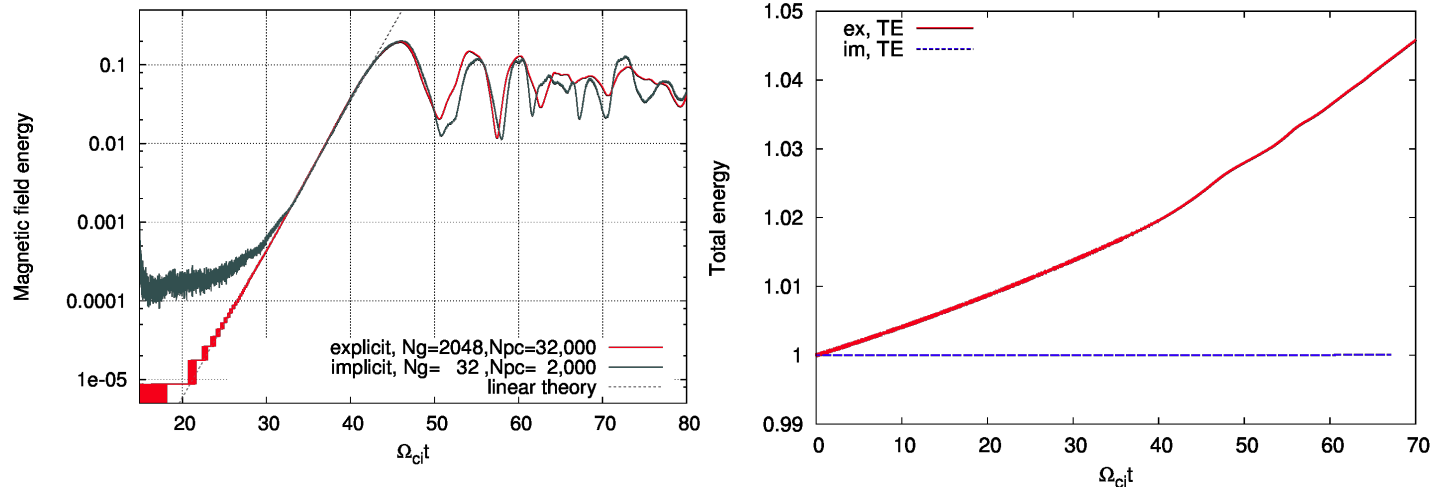 Magnetic field energy
0.1
0.01
0.001
0.0001
1e-05
explicit, Ng=2048,Npc=32,000
implicit, Ng= 32 ,Npc= 2,000
linear theory
20 30 40 50 60 70 80
Ω_ci t
Total energy
1.05
1.04
1.03
1.02
1.01
1
0.99
ex, TE
im, TE
0 10 20 30 40 50 60 70
Ω_ci t